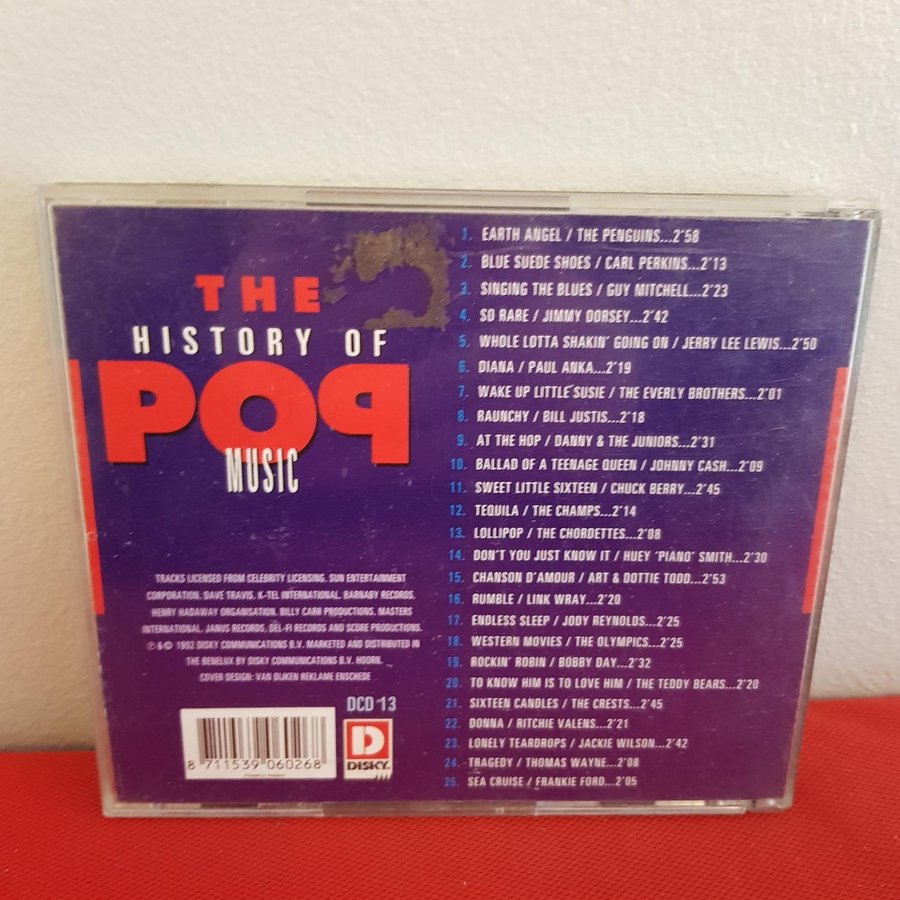 THE
HISTORY OF
POP
MUSIC
1. EARTH ANGEL / THE PENGUINS...2'58
2. BLUE SUEDE SHOES / CARL PERKINS...2'13
3. SINGING THE BLUES / GUY MITCHELL...2'23
4. SO RARE / JIMMY DORSEY...2'42
5. WHOLE LOTTA SHAKIN' GOING ON / JERRY LEE LEWIS...2'50
6. DIANA / PAUL ANKA...2'19
7. WAKE UP LITTLE SUSIE / THE EVERLY BROTHERS...2'01
8. RAUNCHY / BILL JUSTIS...2'18
9. AT THE HOP / DANNY & THE JUNIORS...2'31
10. BALLAD OF A TEENAGE QUEEN / JOHNNY CASH...2'09
11. SWEET LITTLE SIXTEEN / CHUCK BERRY...2'45
12. TEQUILA / THE CHAMPS...2'14
13. LOLLIPOP / THE CHORDETTES...2'08
14. DON'T YOU JUST KNOW IT / HUEY 'PIANO' SMITH...2'30
15. CHANSON D'AMOUR / ART & DOTTIE TODD...2'53
16. RUMBLE / LINK WRAY...2'20
17. ENDLESS SLEEP / JODY REYNOLDS...2'25
18. WESTERN MOVIES / THE OLYMPICS...2'25
19. ROCKIN' ROBIN / BOBBY DAY...2'32
20. TO KNOW HIM IS TO LOVE HIM / THE TEDDY BEARS...2'20
21. SIXTEEN CANDLES / THE CRESTS...2'45
22. DONNA / RITCHIE VALENS...2'21
23. LONELY TEARDROPS / JACKIE WILSON...2'42
24. TRAGEDY / THOMAS WAYNE...2'08
25. SEA CRUISE / FRANKIE FORD...2'05
TRACKS LICENSED FROM CELEBRITY LICENSING, SUN ENTERTAINMENT
CORPORATION, DAVE TRAVIS, K-TEL INTERNATIONAL, BARNABY RECORDS,
HENRY HADAWAY ORGANISATION, BILLY CARR PRODUCTIONS, MASTERS
INTERNATIONAL, JANUS RECORDS, DEL-FI RECORDS AND SCORE PRODUCTIONS.
℗ & © 1992 DISKY COMMUNICATIONS B.V. MARKETED AND DISTRIBUTED IN
THE BENELUX BY DISKY COMMUNICATIONS B.V. HOORN.
COVER DESIGN: VAN DIJKEN REKLAME ENSCHEDE
DCD 13
8 711539 060268
D
DISKY